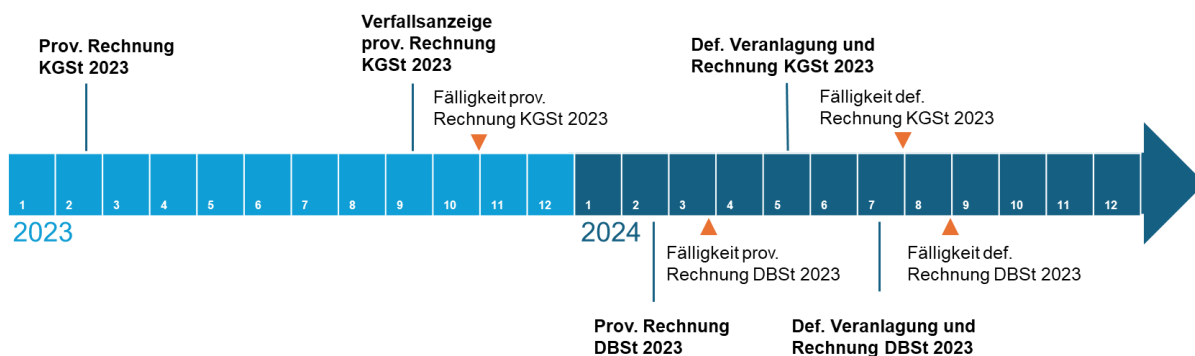 Prov. Rechnung
KGSt 2023
Verfallsanzeige
prov. Rechnung
KGSt 2023
Fälligkeit prov.
Rechnung KGSt 2023
Def. Veranlagung und
Rechnung KGSt 2023
Fälligkeit def.
Rechnung KGSt 2023
1 2 3 4 5 6 7 8 9 10 11 12 1 2 3 4 5 6 7 8 9 10 11 12
2023 2024
Fälligkeit prov.
Rechnung DBSt 2023
Fälligkeit def.
Rechnung DBSt 2023
Prov. Rechnung
DBSt 2023
Def. Veranlagung und
Rechnung DBSt 2023